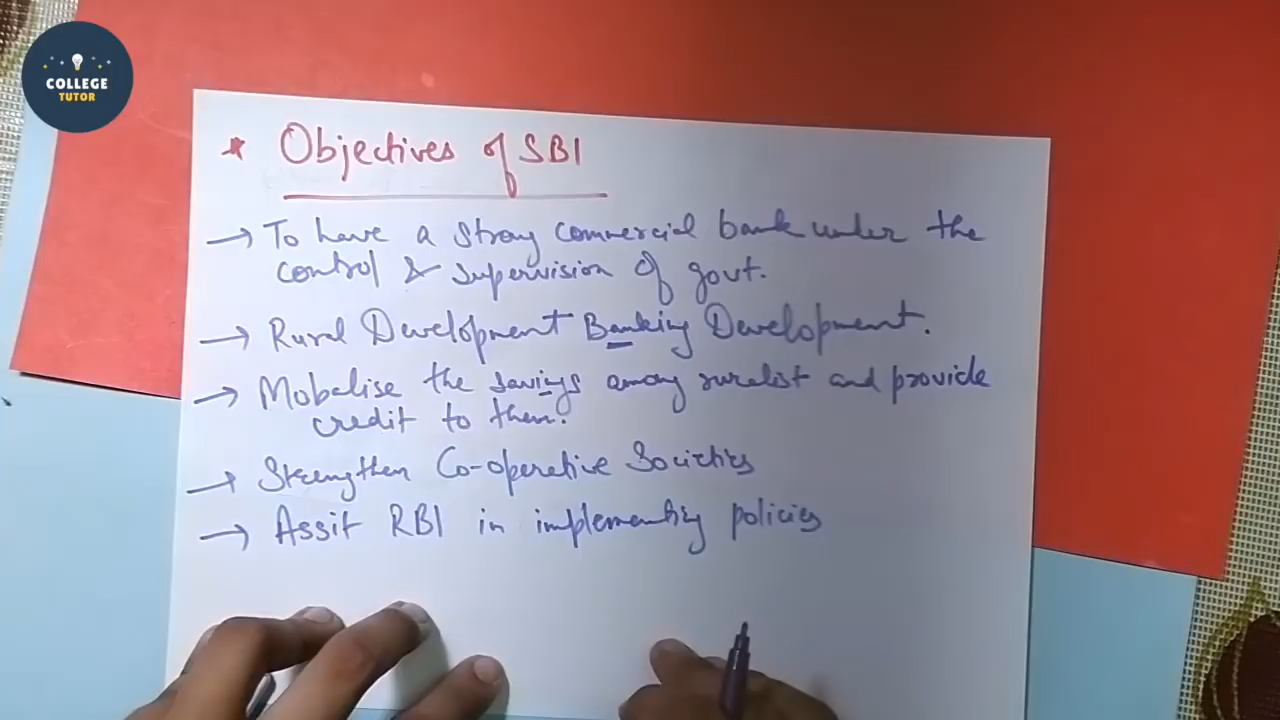 COLLEGE
TUTOR
* Objectives of SBI
→ To have a strong commercial bank under the
control & supervision of govt.
→ Rural Development Banking Development.
→ Mobalise the savings among ruralist and provide
credit to them.
→ Strengthen Co-operative Societies
→ Assit RBI in implementing policies